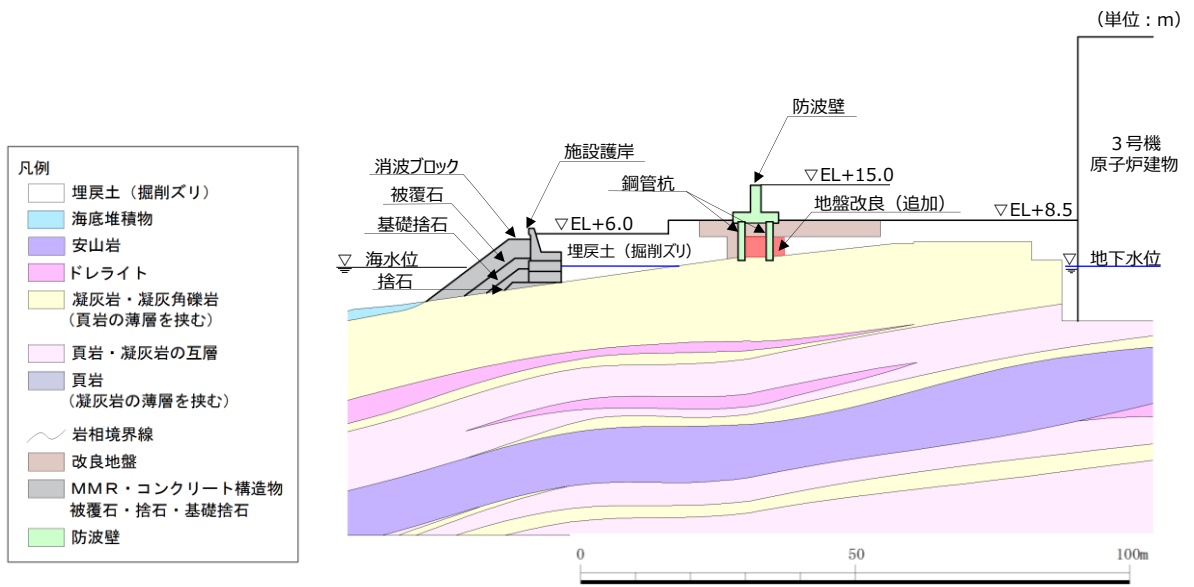 （単位：m）
防波壁
3号機
原子炉建物
施設護岸
消波ブロック
鋼管杭
▽EL+15.0
被覆石
地盤改良（追加）
▽EL+8.5
基礎捨石
▽EL+6.0
埋戻土（掘削ズリ）
▽ 海水位
▽ 地下水位
捨石
凡例
埋戻土（掘削ズリ）
海底堆積物
安山岩
ドレライト
凝灰岩・凝灰角礫岩
（頁岩の薄層を挟む）
頁岩・凝灰岩の互層
頁岩
（凝灰岩の薄層を挟む）
岩相境界線
改良地盤
ＭＭＲ・コンクリート構造物
被覆石・捨石・基礎捨石
防波壁
0 50 100m